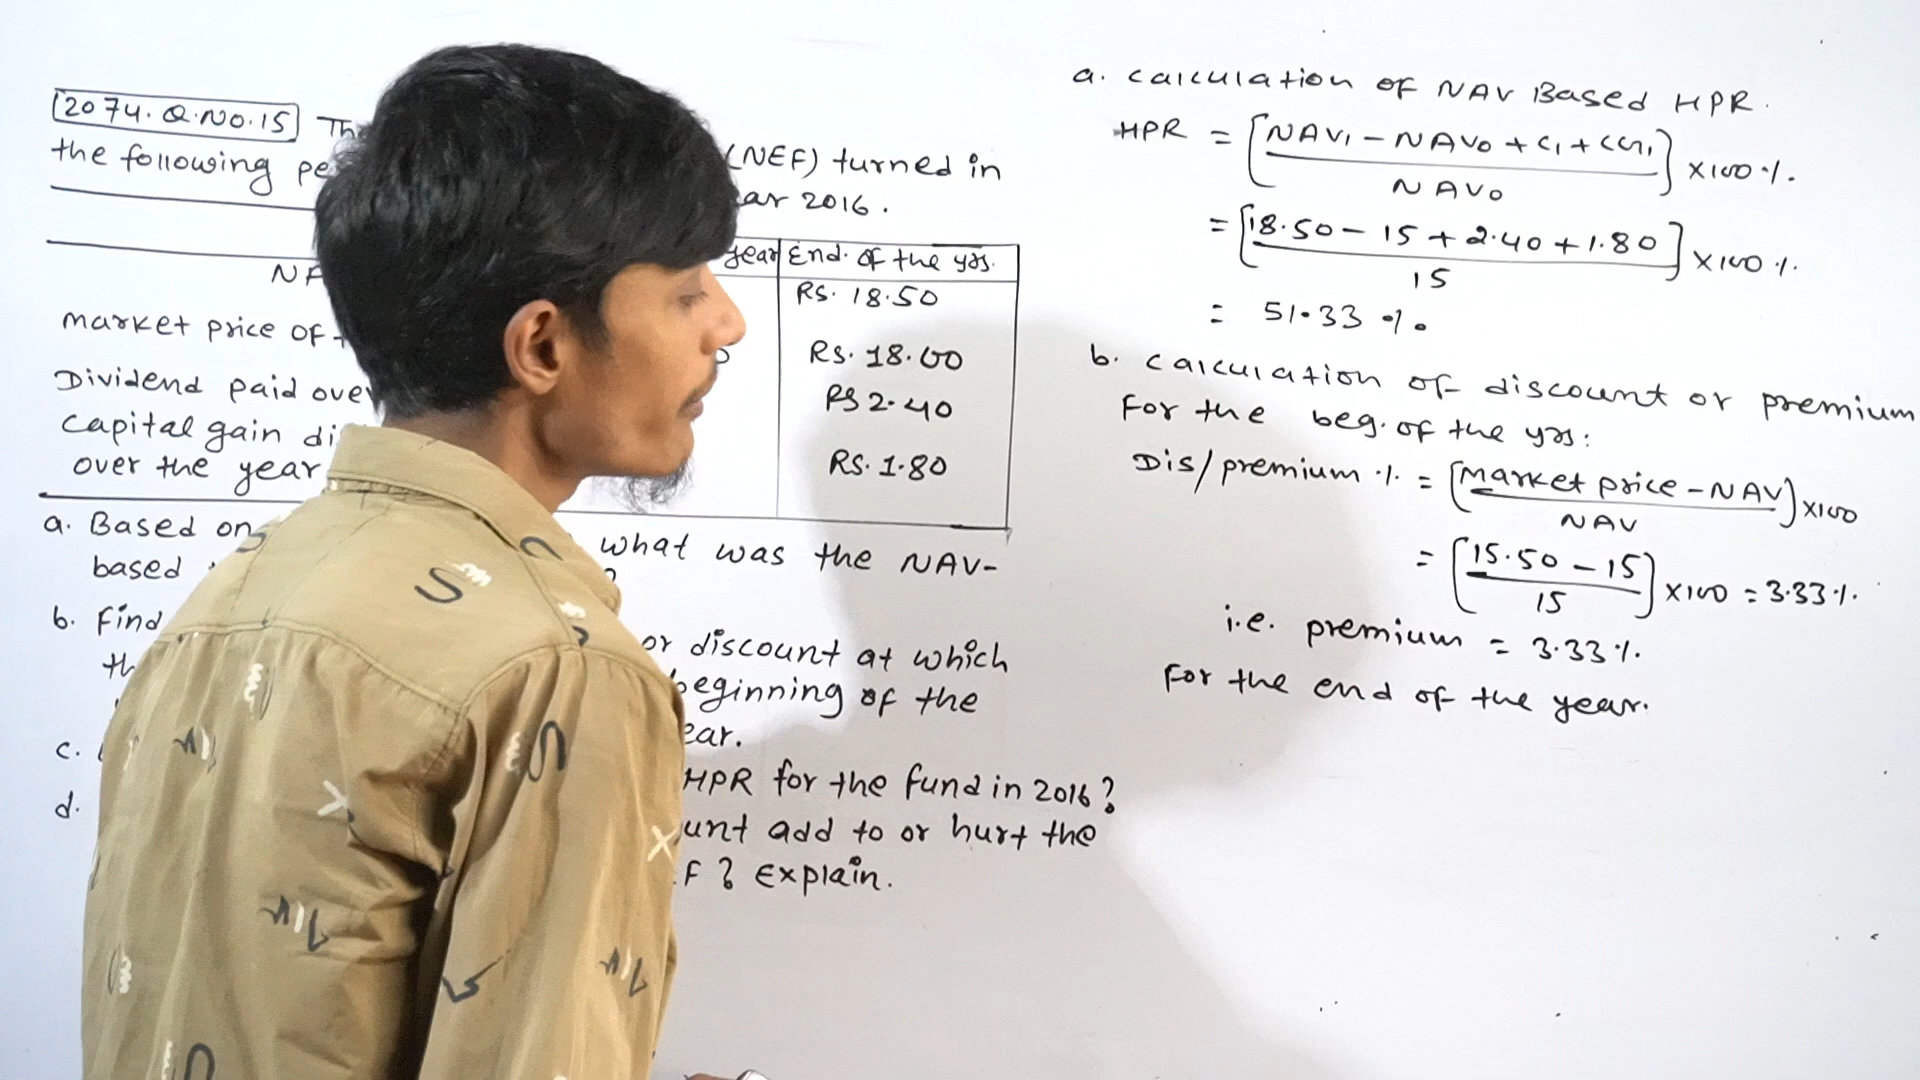 2074. Q.NO.15 Th
the following pe (NEF) turned in
ar 2016.
year End. of the yrs.
NA Rs. 18.50
market price of Rs. 18.00
Dividend paid over Rs 2.40
capital gain di
over the year Rs. 1.80
a. Based on what was the NAV-
based
b. Find or discount at which
th beginning of the
ear.
c. HPR for the fund in 2016?
d. unt add to or hurt the
F? Explain.
a. calculation of NAV Based HPR.
HPR = [NAV1 - NAV0 + C1 + CG1 / NAV0] x100%.
= [18.50 - 15 + 2.40 + 1.80 / 15] x100%.
= 51.33%.
b. calculation of discount or premium
For the beg. of the yrs:
Dis/premium % = [Market price - NAV / NAV] x100
= [15.50 - 15 / 15] x100 = 3.33%.
i.e. premium = 3.33%.
For the end of the year.